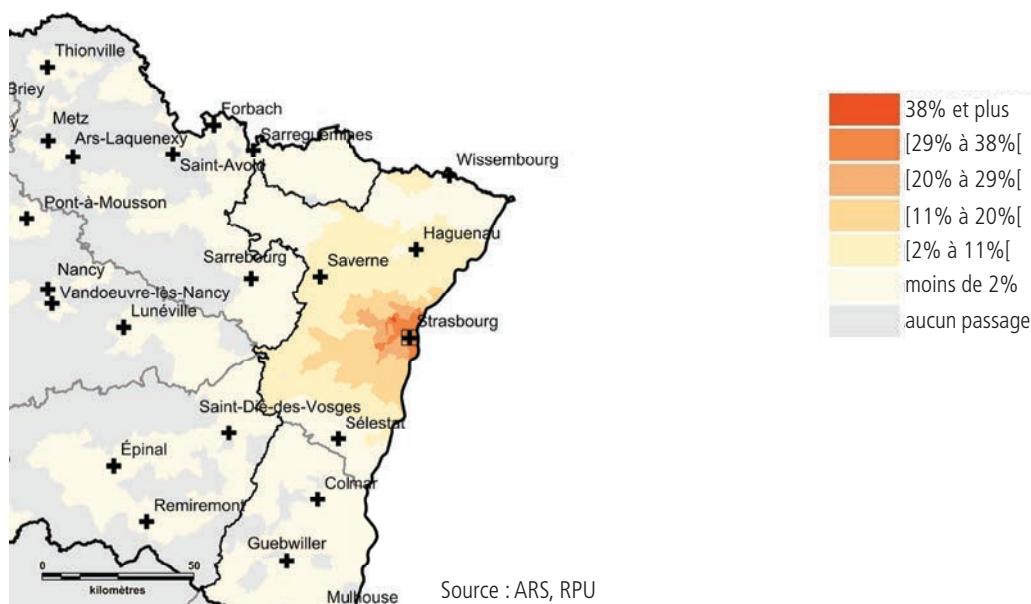 Thionville
Briey
Metz
Ars-Laquenexy
Forbach
Sarreguemines
Saint-Avold
Wissembourg
Pont-à-Mousson
Haguenau
Sarrebourg
Saverne
Nancy
Vandoeuvre-lès-Nancy
Lunéville
Strasbourg
Saint-Dié-des-Vosges
Sélestat
Épinal
Colmar
Remiremont
Guebwiller
Mulhouse
0 50
kilomètres
Source : ARS, RPU
38% et plus
[29% à 38%[
[20% à 29%[
[11% à 20%[
[2% à 11%[
moins de 2%
aucun passage